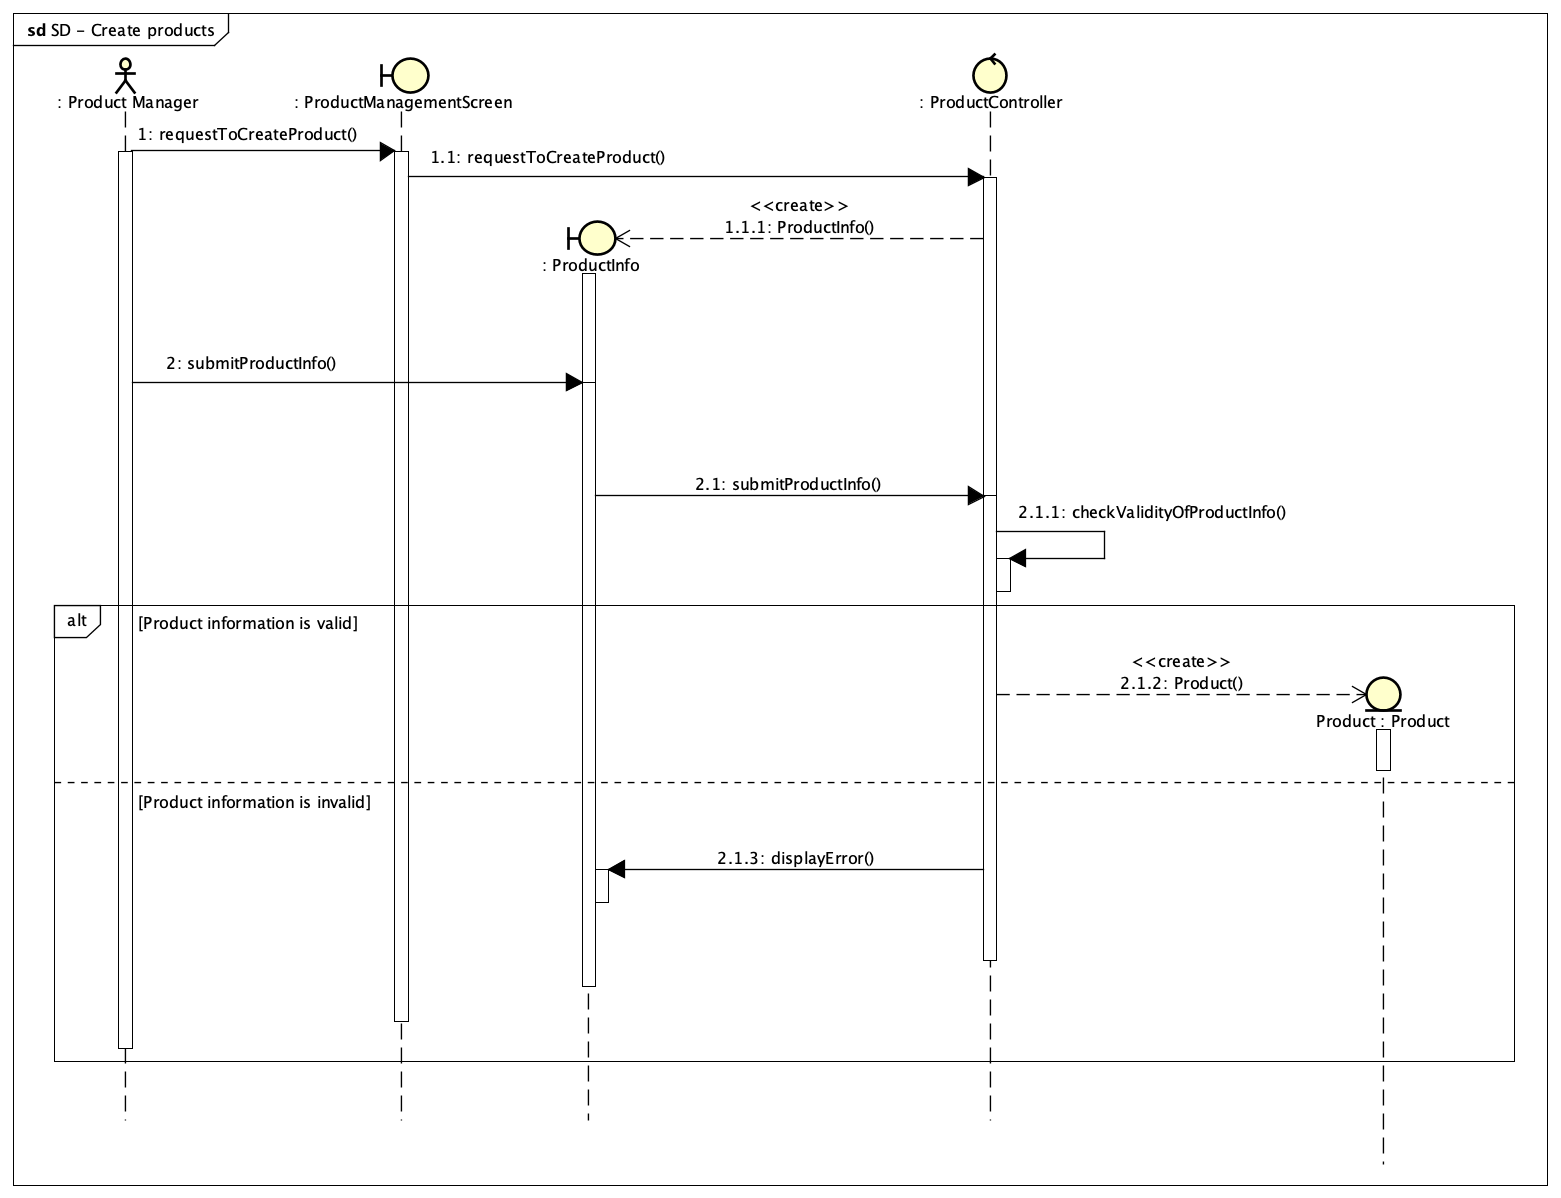 sd SD - Create products
: Product Manager
: ProductManagementScreen
: ProductController
1: requestToCreateProduct()
1.1: requestToCreateProduct()
<<create>>
1.1.1: ProductInfo()
: ProductInfo
2: submitProductInfo()
2.1: submitProductInfo()
2.1.1: checkValidityOfProductInfo()
alt
[Product information is valid]
<<create>>
2.1.2: Product()
Product : Product
[Product information is invalid]
2.1.3: displayError()